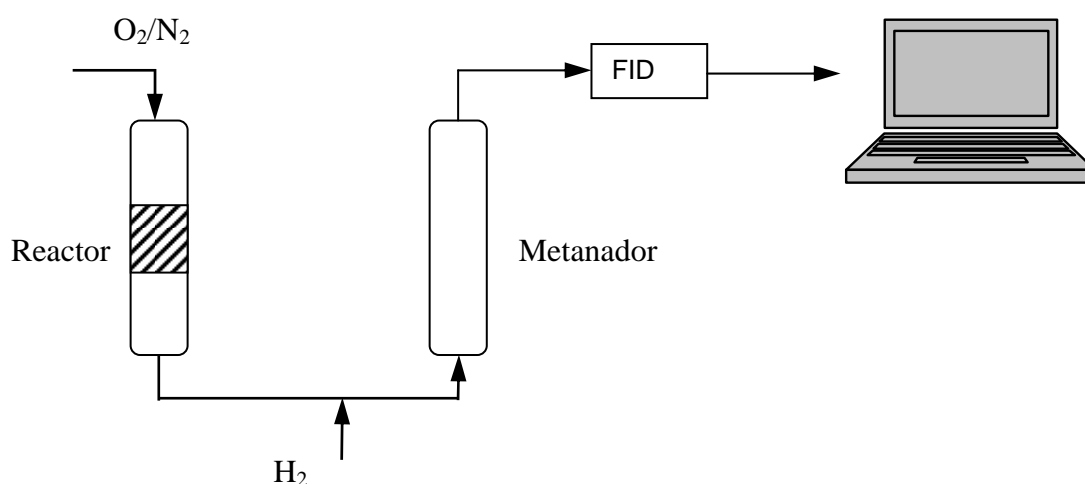 O₂/N₂
FID
Reactor
Metanador
H₂